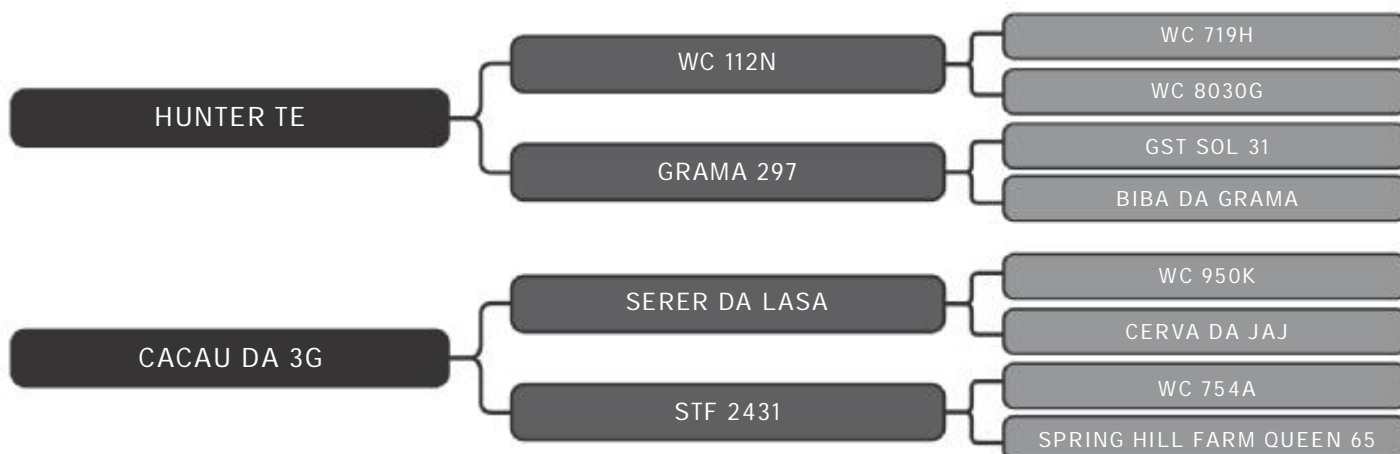 HUNTER TE
WC 112N
WC 719H
WC 8030G
GRAMA 297
GST SOL 31
BIBA DA GRAMA
CACAU DA 3G
SERER DA LASA
WC 950K
CERVA DA JAJ
STF 2431
WC 754A
SPRING HILL FARM QUEEN 65